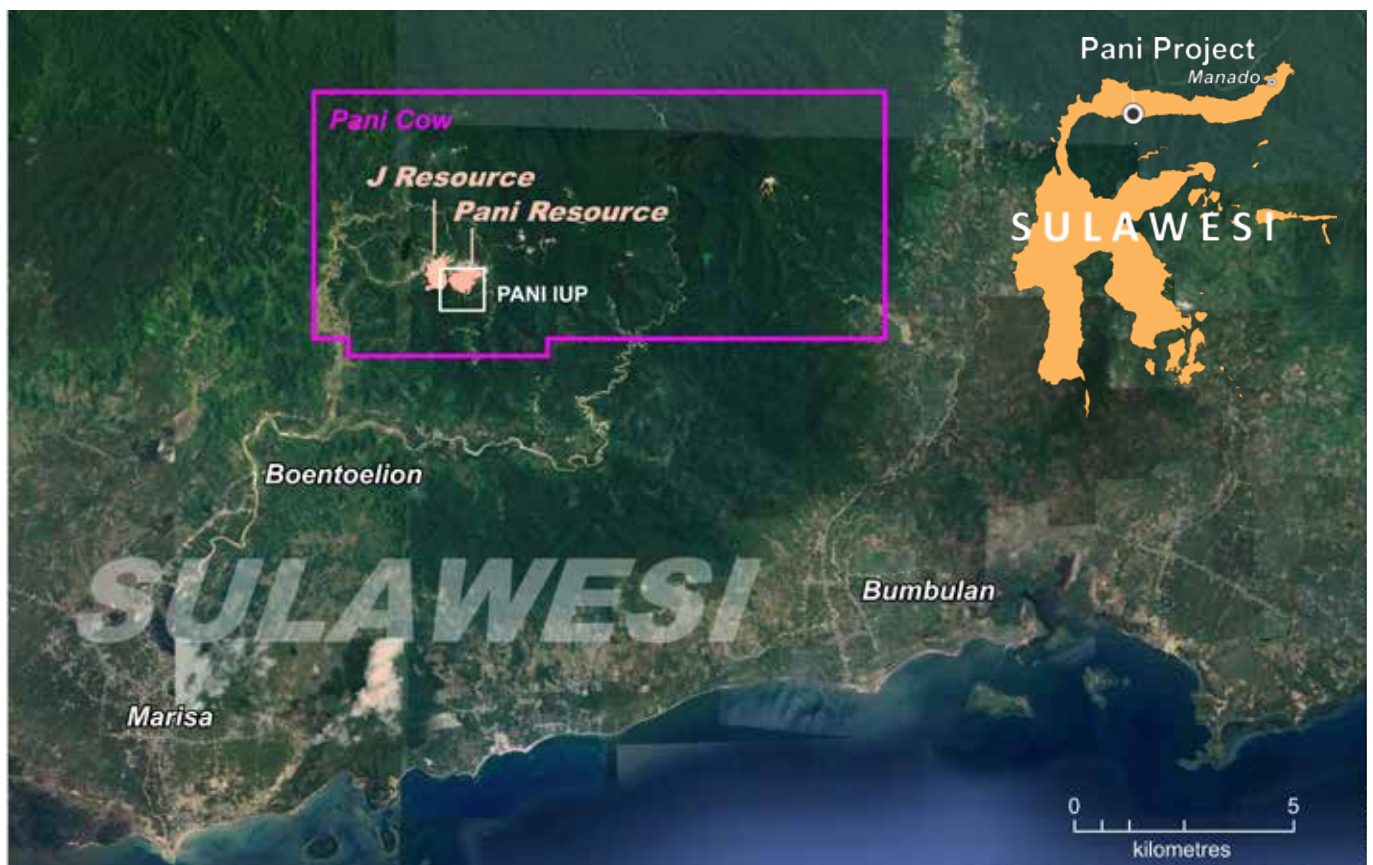 Pani Project
Manado
SULAWESI
Pani Cow
J Resource
Pani Resource
PANI IUP
Boentoelion
SULAWESI
Bumbulan
Marisa
0 5
kilometres